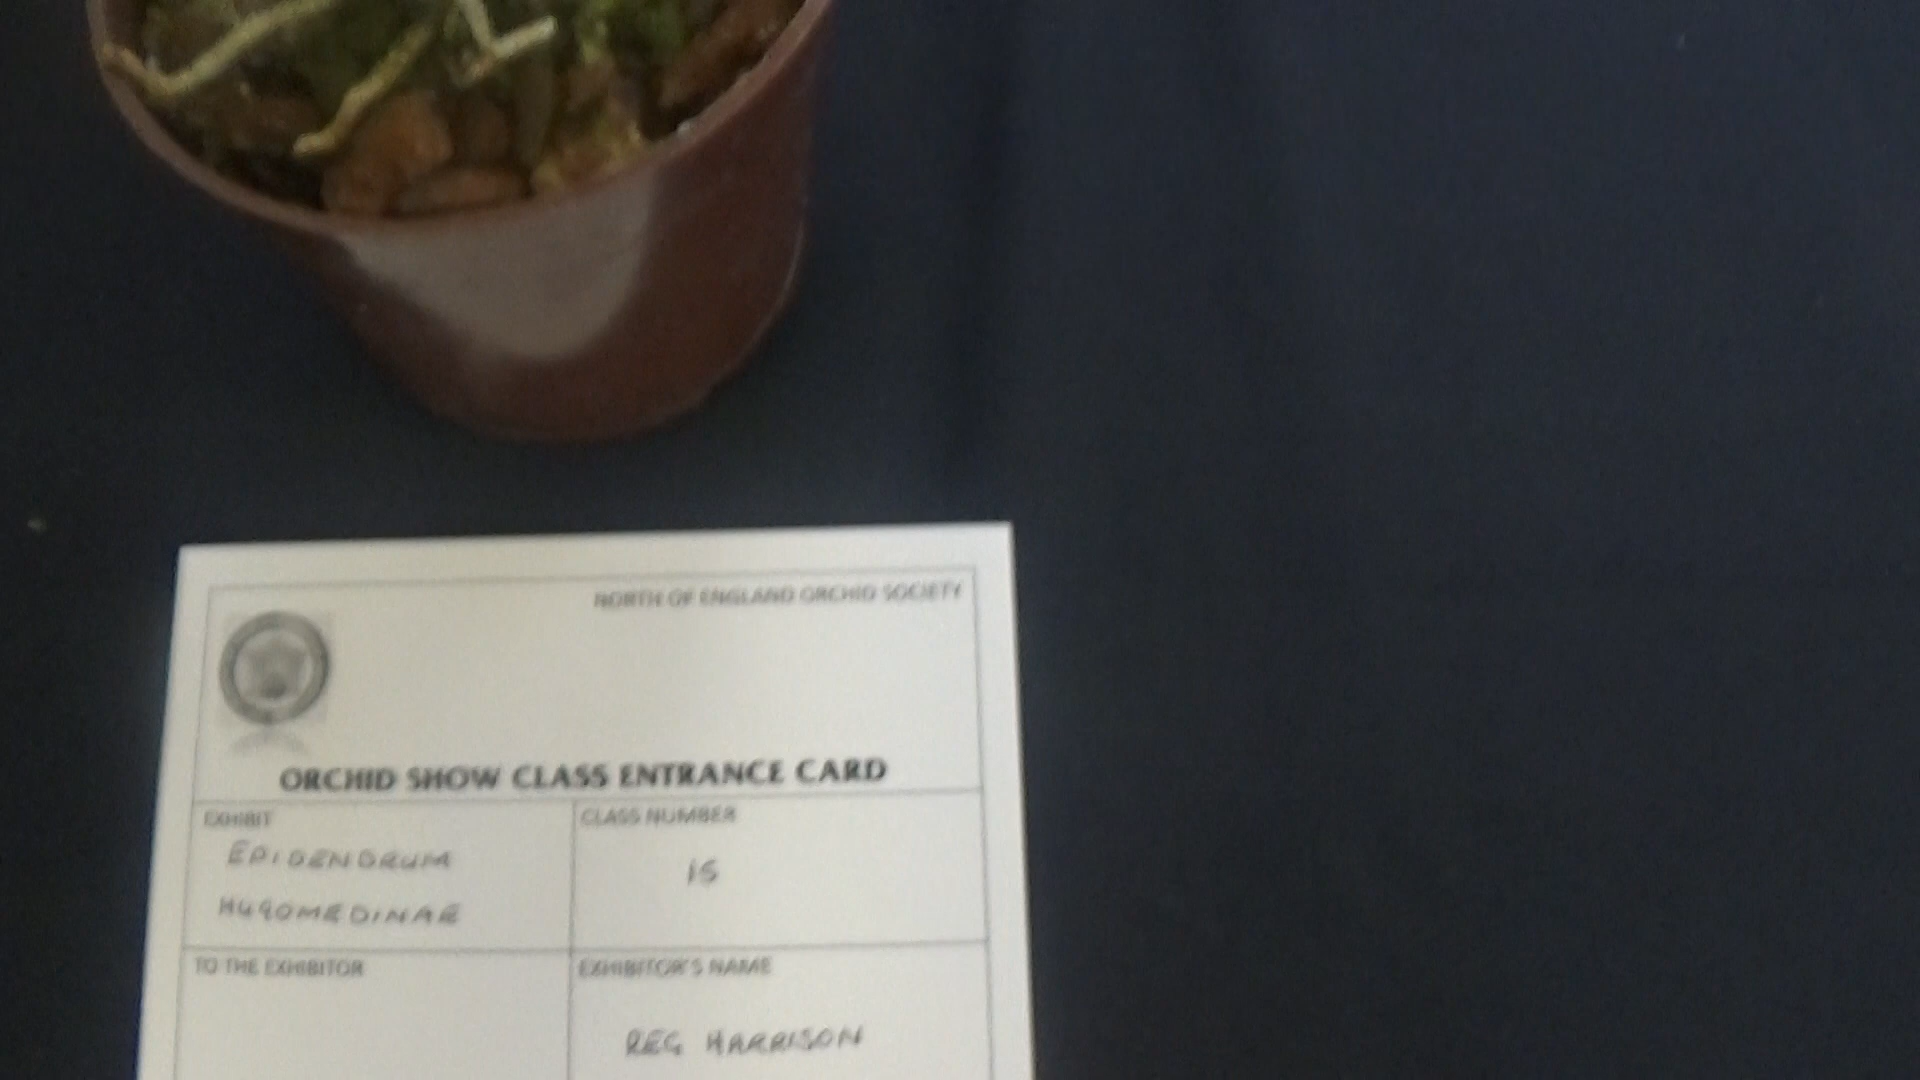 NORTH OF ENGLAND ORCHID SOCIETY
ORCHID SHOW CLASS ENTRANCE CARD
EXHIBIT
EPIDENDRUM
HUGOMEDINAE
CLASS NUMBER
15
TO THE EXHIBITOR
EXHIBITOR'S NAME
REG HARRISON